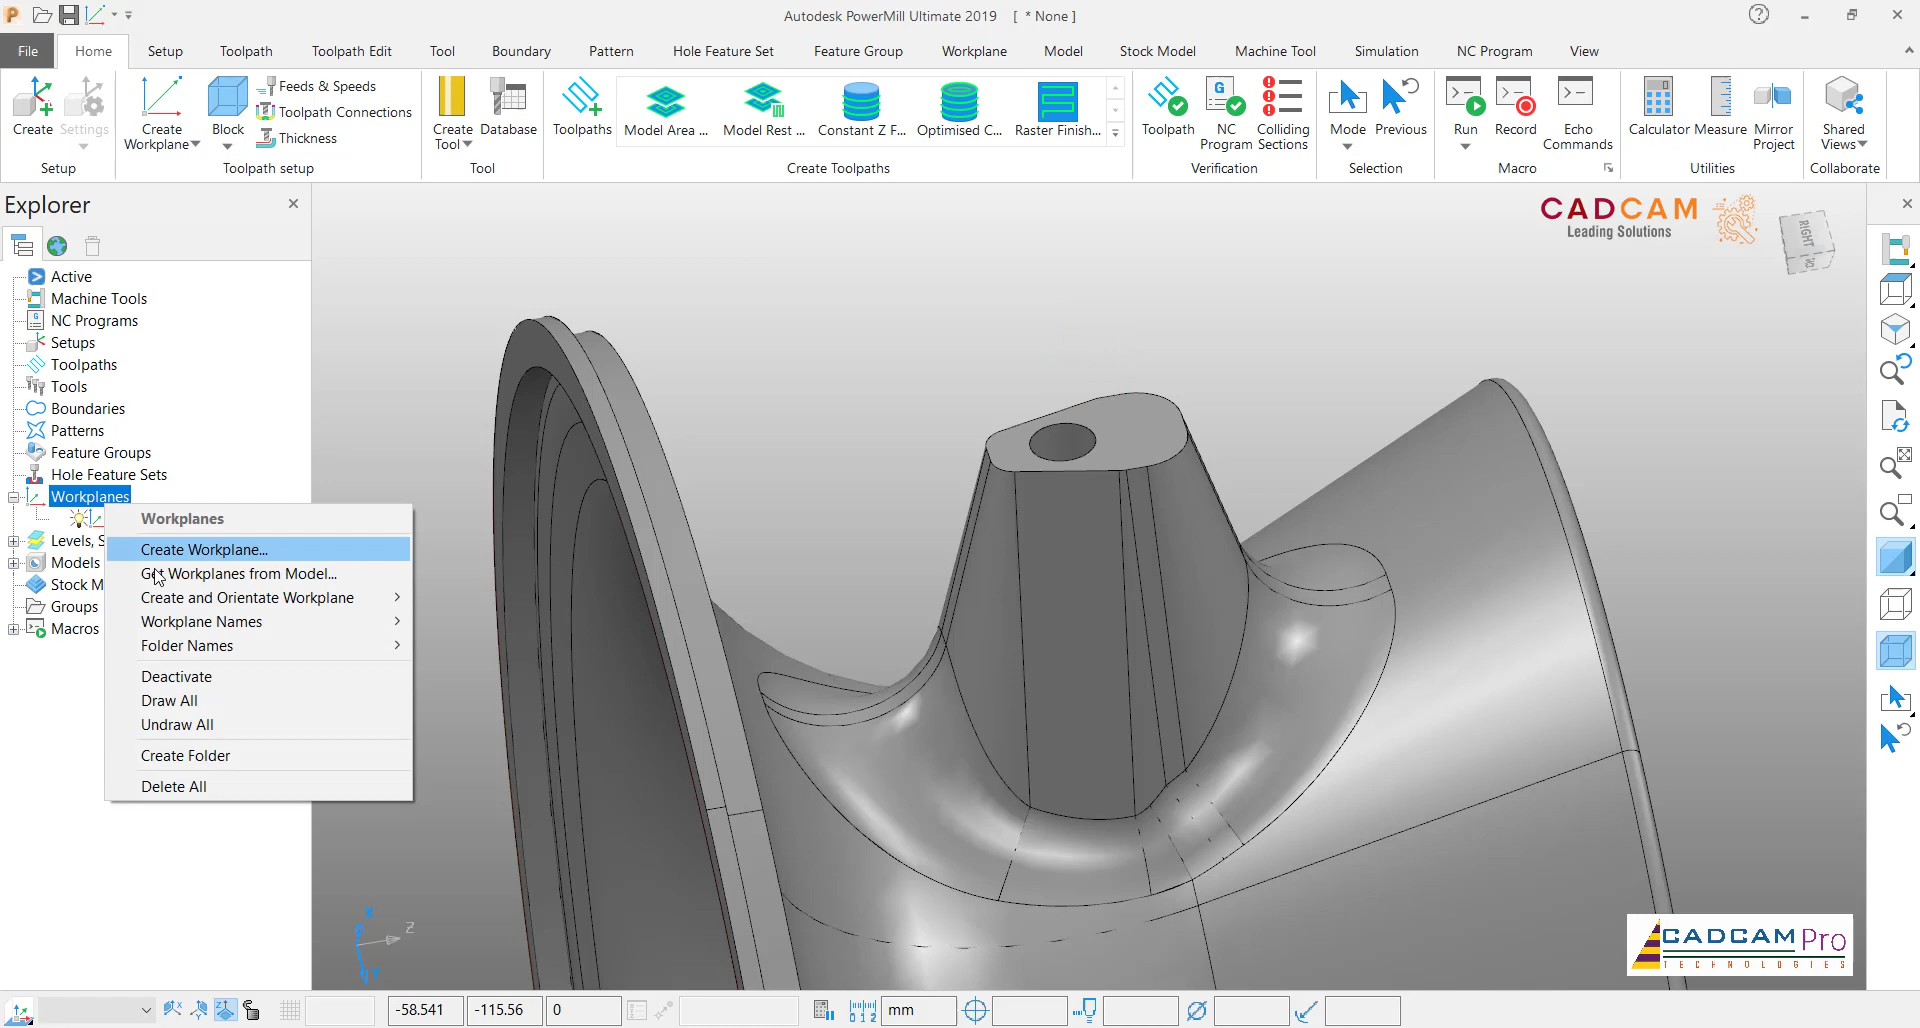 Autodesk PowerMill Ultimate 2019 [ * None ]
File Home Setup Toolpath Toolpath Edit Tool Boundary Pattern Hole Feature Set Feature Group Workplane Model Stock Model Machine Tool Simulation NC Program View
Create
Settings
Setup
Create
Workplane
Block
Feeds & Speeds
Toolpath Connections
Thickness
Toolpath setup
Create
Tool
Database
Tool
Toolpaths
Model Area ...
Model Rest ...
Constant Z F...
Optimised C...
Raster Finish...
Create Toolpaths
Toolpath
NC
Program
Colliding
Sections
Verification
Mode
Previous
Selection
Run
Record
Echo
Commands
Macro
Calculator
Measure
Mirror
Project
Utilities
Shared
Views
Collaborate
Explorer
Active
Machine Tools
NC Programs
Setups
Toolpaths
Tools
Boundaries
Patterns
Feature Groups
Hole Feature Sets
Workplanes
Levels, S
Models
Stock M
Groups
Macros
Workplanes
Create Workplane...
Get Workplanes from Model...
Create and Orientate Workplane
Workplane Names
Folder Names
Deactivate
Draw All
Undraw All
Create Folder
Delete All
CADCAM
Leading Solutions
RIGHT
X
Z
Y
CADCAM Pro
TECHNOLOGIES
-58.541 -115.56 0 mm